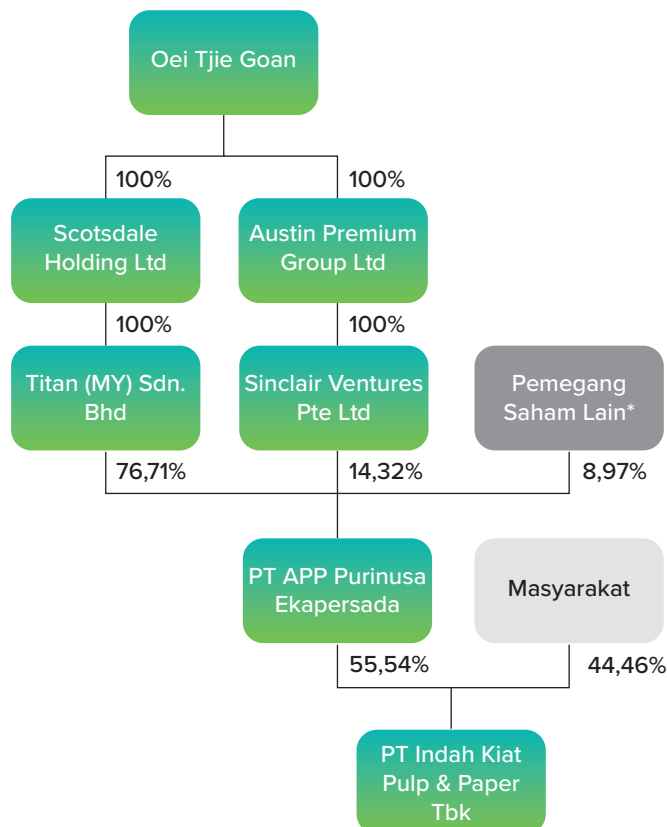 Oei Tjie Goan
100%
100%
Scotsdale
Holding Ltd
Austin Premium
Group Ltd
100%
100%
Titan (MY) Sdn.
Bhd
Sinclair Ventures
Pte Ltd
Pemegang
Saham Lain*
76,71%
14,32%
8,97%
PT APP Purinusa
Ekapersada
Masyarakat
55,54%
44,46%
PT Indah Kiat
Pulp & Paper
Tbk